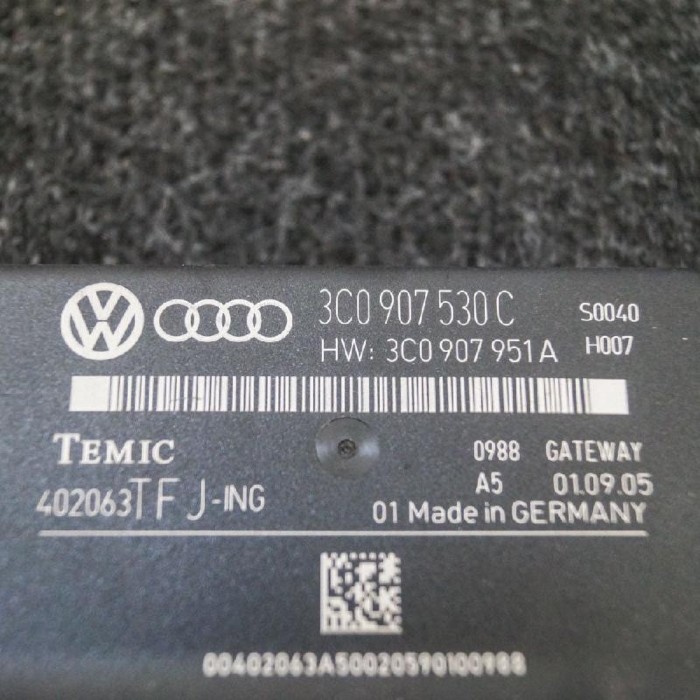 3C0 907 530 C S0040
HW: 3C0 907 951 A H007
TEMIC 0988 GATEWAY
402063TFJ-ING A5 01.09.05
01 Made in GERMANY
00402063A50020590100988